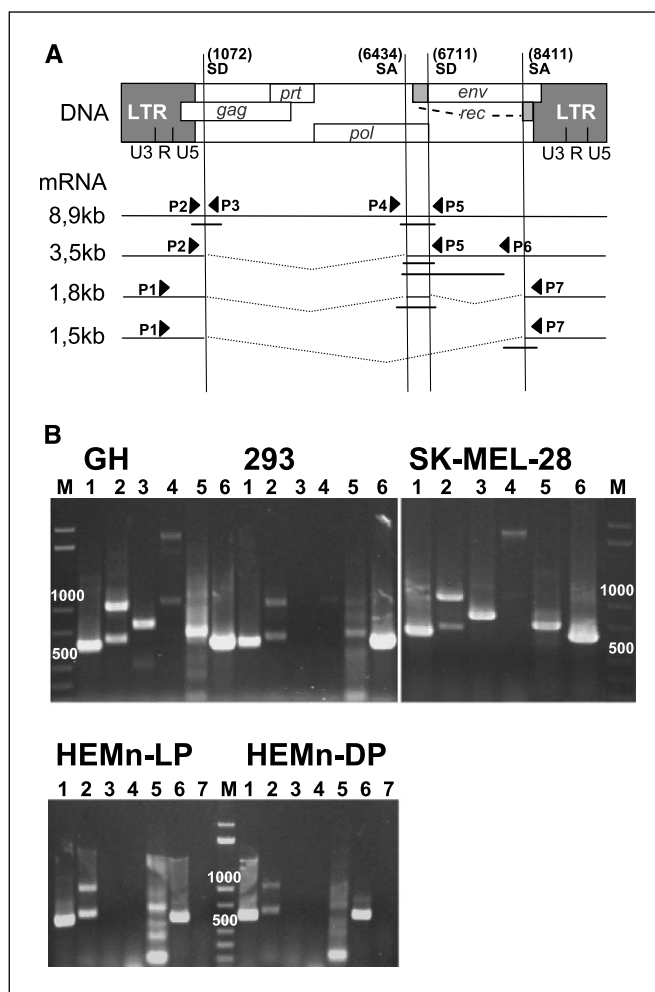 A
(1072) (6434) (6711) (8411)
SD SA SD SA
prt env
DNA LTR gag rec LTR
pol
U3 R U5 U3 R U5
mRNA
P2 P3 P4 P5
8,9kb
P2 P5 P6
3,5kb
P1 P7
1,8kb
P1 P7
1,5kb
B
GH 293 SK-MEL-28
M 1 2 3 4 5 6 1 2 3 4 5 6 1 2 3 4 5 6 M
1000 1000
500 500
HEMn-LP HEMn-DP
1 2 3 4 5 6 7 M 1 2 3 4 5 6 7
1000
500